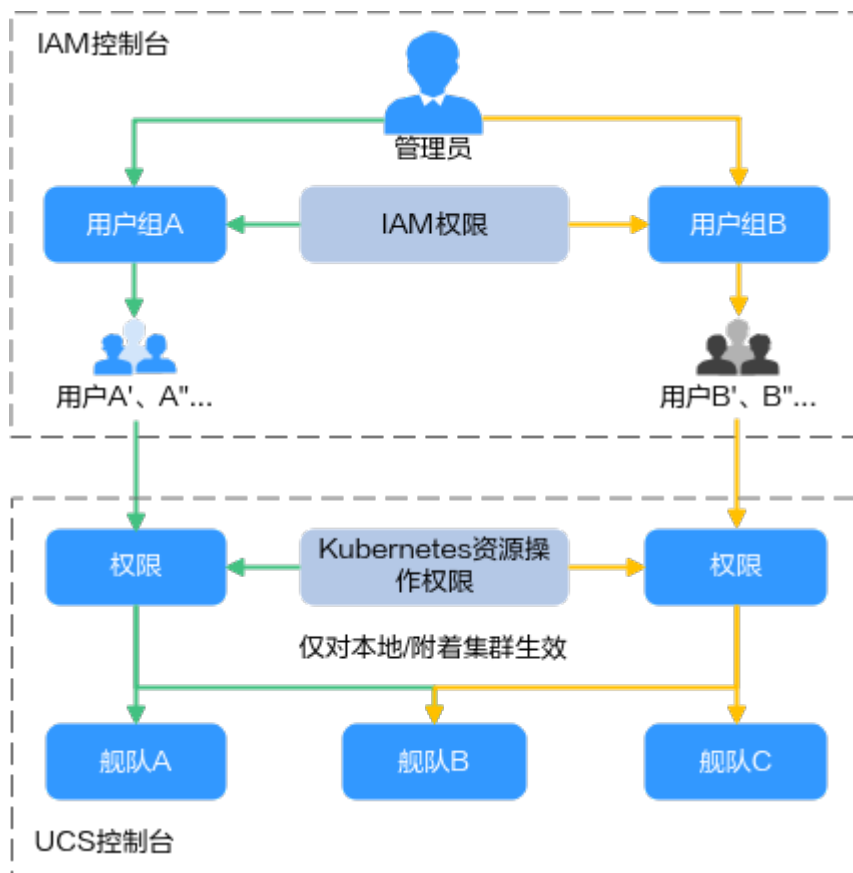 IAM控制台
管理员
用户组A
IAM权限
用户组B
用户A'、A"...
用户B'、B"...
权限
Kubernetes资源操
作权限
权限
仅对本地/附着集群生效
舰队A
舰队B
舰队C
UCS控制台